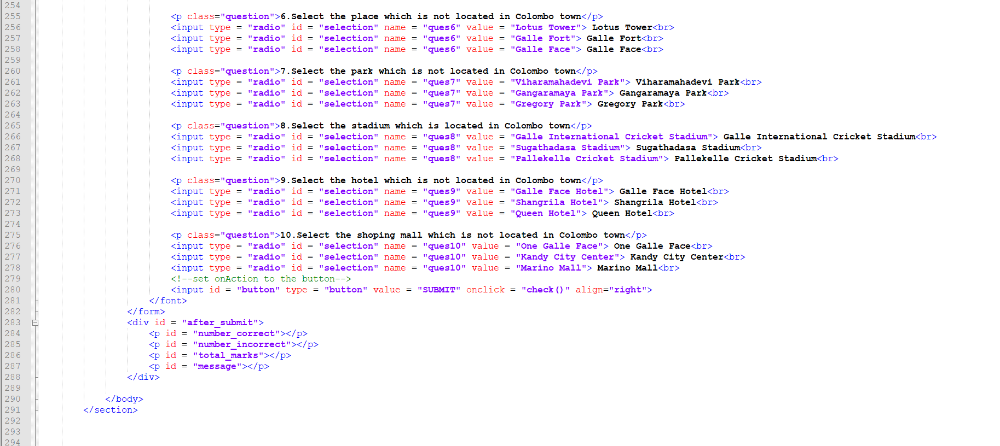 254
255 <p class="question">6.Select the place which is not located in Colombo town</p>
256 <input type = "radio" id = "selection" name = "ques6" value = "Lotus Tower"> Lotus Tower<br>
257 <input type = "radio" id = "selection" name = "ques6" value = "Galle Fort"> Galle Fort<br>
258 <input type = "radio" id = "selection" name = "ques6" value = "Galle Face"> Galle Face<br>
259
260 <p class="question">7.Select the park which is not located in Colombo town</p>
261 <input type = "radio" id = "selection" name = "ques7" value = "Viharamahadevi Park"> Viharamahadevi Park<br>
262 <input type = "radio" id = "selection" name = "ques7" value = "Gangaramaya Park"> Gangaramaya Park<br>
263 <input type = "radio" id = "selection" name = "ques7" value = "Gregory Park"> Gregory Park<br>
264
265 <p class="question">8.Select the stadium which is located in Colombo town</p>
266 <input type = "radio" id = "selection" name = "ques8" value = "Galle International Cricket Stadium"> Galle International Cricket Stadium<br>
267 <input type = "radio" id = "selection" name = "ques8" value = "Sugathadasa Stadium"> Sugathadasa Stadium<br>
268 <input type = "radio" id = "selection" name = "ques8" value = "Pallekelle Cricket Stadium"> Pallekelle Cricket Stadium<br>
269
270 <p class="question">9.Select the hotel which is not located in Colombo town</p>
271 <input type = "radio" id = "selection" name = "ques9" value = "Galle Face Hotel"> Galle Face Hotel<br>
272 <input type = "radio" id = "selection" name = "ques9" value = "Shangrila Hotel"> Shangrila Hotel<br>
273 <input type = "radio" id = "selection" name = "ques9" value = "Queen Hotel"> Queen Hotel<br>
274
275 <p class="question">10.Select the shoping mall which is not located in Colombo town</p>
276 <input type = "radio" id = "selection" name = "ques10" value = "One Galle Face"> One Galle Face<br>
277 <input type = "radio" id = "selection" name = "ques10" value = "Kandy City Center"> Kandy City Center<br>
278 <input type = "radio" id = "selection" name = "ques10" value = "Marino Mall"> Marino Mall<br>
279 <!--set onAction to the button-->
280 <input id = "button" type = "button" value = "SUBMIT" onclick = "check()" align="right">
281 </font>
282 </form>
283 <div id = "after_submit">
284 <p id = "number_correct"></p>
285 <p id = "number_incorrect"></p>
286 <p id = "total_marks"></p>
287 <p id = "message"></p>
288 </div>
289
290 </body>
291 </section>
292
293
294